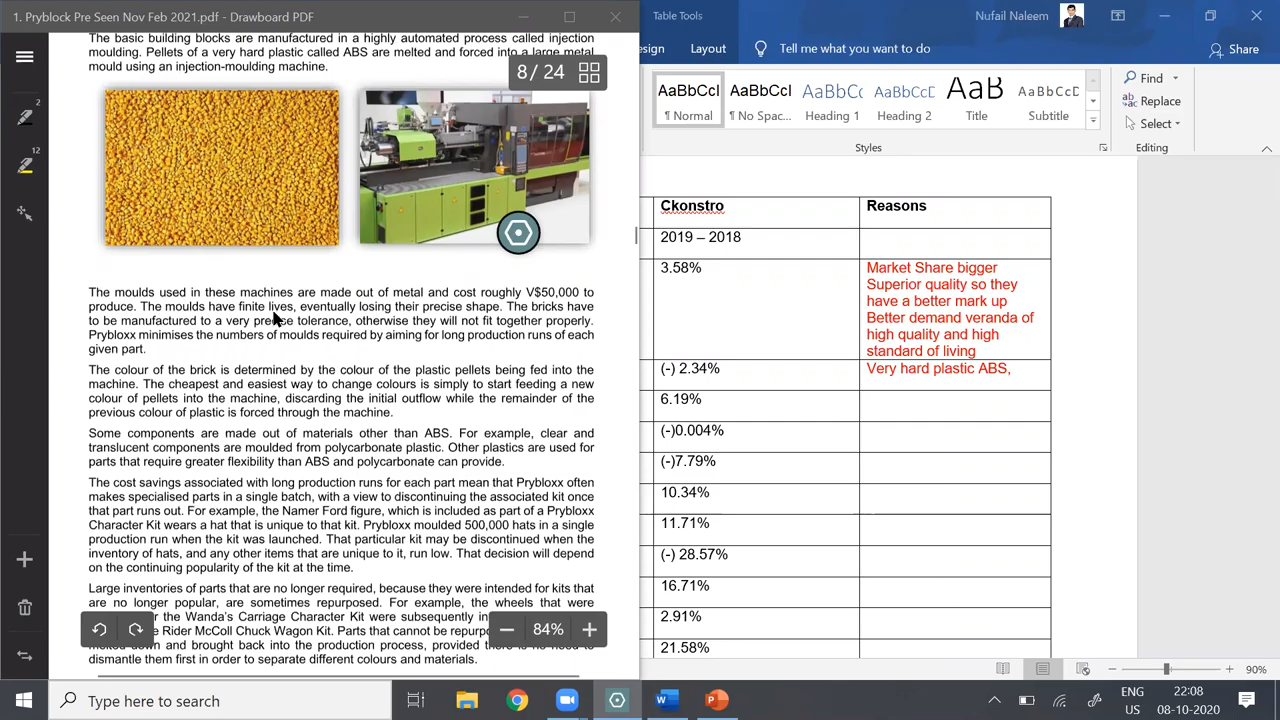 1. Pryblock Pre Seen Nov Feb 2021.pdf - Drawboard PDF
Table Tools
Nufail Naleem
esign
Layout
Tell me what you want to do
Share
The basic building blocks are manufactured in a highly automated process called injection
moulding. Pellets of a very hard plastic called ABS are melted and forced into a large metal
mould using an injection-moulding machine.
8 / 24
2
12
AaBbCcI
¶ Normal
AaBbCcI
¶ No Spac...
AaBbCc
Heading 1
AaBbCcD
Heading 2
AaB
Title
AaBbCcD
Subtitle
Styles
Find
Replace
Select
Editing
The moulds used in these machines are made out of metal and cost roughly V$50,000 to
produce. The moulds have finite lives, eventually losing their precise shape. The bricks have
to be manufactured to a very precise tolerance, otherwise they will not fit together properly.
Prybloxx minimises the numbers of moulds required by aiming for long production runs of each
given part.
The colour of the brick is determined by the colour of the plastic pellets being fed into the
machine. The cheapest and easiest way to change colours is simply to start feeding a new
colour of pellets into the machine, discarding the initial outflow while the remainder of the
previous colour of plastic is forced through the machine.
Some components are made out of materials other than ABS. For example, clear and
translucent components are moulded from polycarbonate plastic. Other plastics are used for
parts that require greater flexibility than ABS and polycarbonate can provide.
The cost savings associated with long production runs for each part mean that Prybloxx often
makes specialised parts in a single batch, with a view to discontinuing the associated kit once
that part runs out. For example, the Namer Ford figure, which is included as part of a Prybloxx
Character Kit wears a hat that is unique to that kit. Prybloxx moulded 500,000 hats in a single
production run when the kit was launched. That particular kit may be discontinued when the
inventory of hats, and any other items that are unique to it, run low. That decision will depend
on the continuing popularity of the kit at the time.
Large inventories of parts that are no longer required, because they were intended for kits that
are no longer popular, are sometimes repurposed. For example, the wheels that were
the Wanda's Carriage Character Kit were subsequently in
Rider McColl Chuck Wagon Kit. Parts that cannot be repurp
down and brought back into the production process, provided there is no need to
dismantle them first in order to separate different colours and materials.
84%
Ckonstro
Reasons
2019 – 2018
3.58%
Market Share bigger
Superior quality so they
have a better mark up
Better demand veranda of
high quality and high
standard of living
(-) 2.34%
Very hard plastic ABS,
6.19%
(-)0.004%
(-)7.79%
10.34%
11.71%
(-) 28.57%
16.71%
2.91%
21.58%
90%
Type here to search
ENG
US
22:08
08-10-2020